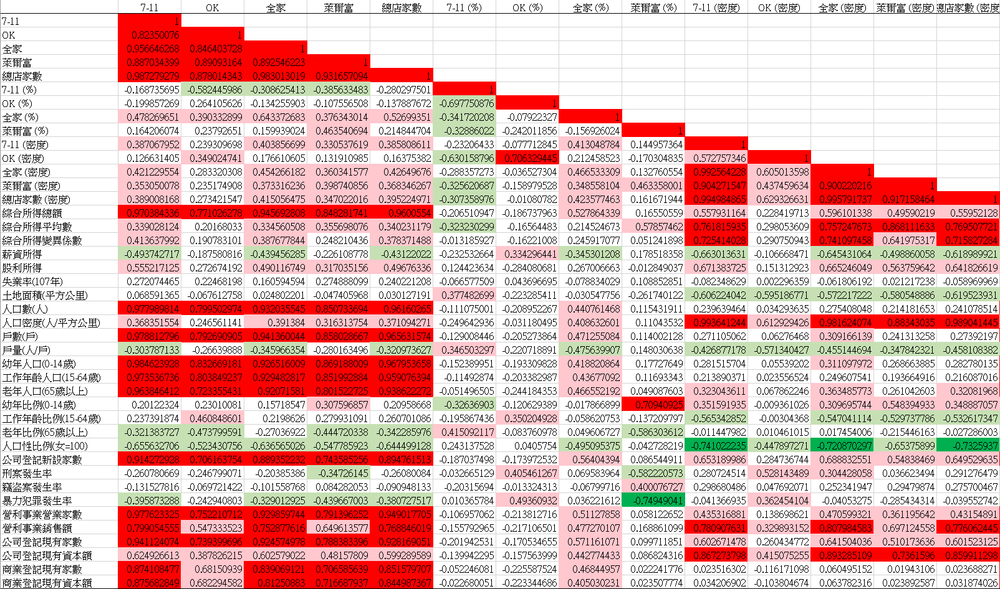 7-11 OK 全家 萊爾富 總店家數 7-11 (%) OK (%) 全家 (%) 萊爾富 (%) 7-11 (密度) OK (密度) 全家 (密度) 萊爾富 (密度) 總店家數 (密度
7-11 1
OK 0.82350076 1
全家 0.956646268 0.846403728 1
萊爾富 0.887034399 0.89093164 0.892546223 1
總店家數 0.987279279 0.878014343 0.983013019 0.931657094 1
7-11 (%) -0.168735695 -0.582445986 -0.308625413 -0.385633483 -0.280297501 1
OK (%) -0.199857269 0.264105626 -0.134255903 -0.107556508 -0.137887672 -0.697750876 1
全家 (%) 0.478269651 0.390332899 0.643372683 0.376343014 0.52699351 -0.341720208 -0.07922327 1
萊爾富 (%) 0.164206074 0.23792651 0.159939024 0.463540694 0.214844704 -0.32886022 -0.242011856 -0.156926024 1
7-11 (密度) 0.387067952 0.239309698 0.403856699 0.330537619 0.385808611 -0.23206433 -0.077712845 0.413048784 0.144957364 1
OK (密度) 0.126631405 0.349024741 0.176610605 0.131910985 0.16375382 -0.630158796 0.706329445 0.212458523 -0.170304835 0.572757346 1
全家 (密度) 0.421229554 0.283320308 0.454266182 0.360341577 0.42649676 -0.288357273 -0.036527304 0.466533309 0.132760554 0.992564228 0.605013598 1
萊爾富 (密度) 0.353050078 0.235174908 0.373316236 0.398740856 0.368346267 -0.325620687 -0.158979528 0.348558104 0.463358001 0.904271547 0.437459634 0.900220216 1
總店家數 (密度) 0.389008168 0.273421547 0.415056475 0.347022016 0.395224971 -0.307358976 -0.01080782 0.423577463 0.161671944 0.994984865 0.629326631 0.995791737 0.917158464 1
綜合所得總額 0.970384336 0.771026278 0.945692808 0.848281741 0.9600554 -0.206510947 -0.186737963 0.527864339 0.16550559 0.557931164 0.228419713 0.596101338 0.49590219 0.55952128
綜合所得平均數 0.339028124 0.20168033 0.334560508 0.355698076 0.340231179 -0.323230299 -0.16564483 0.214524673 0.57857462 0.761815935 0.298053609 0.757247673 0.868111633 0.769507721
綜合所得變異係數 0.413637992 0.190783101 0.387677844 0.248210436 0.378371488 -0.013185927 -0.16221008 0.245917077 0.051241898 0.725414028 0.290750943 0.741097458 0.641975317 0.715827284
薪資所得 -0.493742717 -0.187580816 -0.439456285 -0.226108778 -0.43122022 -0.232532664 0.334296441 -0.345301208 0.178518358 -0.663013631 -0.106668471 -0.645431064 -0.498860058 -0.618989921
股利所得 0.555217125 0.272674192 0.490116749 0.317035156 0.49676336 0.124423634 -0.284080681 0.267006663 -0.012849037 0.671383725 0.151312923 0.665246049 0.563759642 0.641826619
失業率(107年) 0.272074465 0.22468198 0.160594594 0.274888099 0.240221208 -0.066577509 0.043696695 -0.078834029 0.108852851 -0.082348629 0.002296359 -0.061806192 0.021217238 -0.058969969
土地面積(平方公里) 0.068591365 -0.067612758 0.024802201 -0.047405968 0.030127191 0.377482699 -0.223285411 -0.030547756 -0.261740122 -0.606224042 -0.595186771 -0.572217222 -0.580548886 -0.619523931
人口數(人) 0.977989814 0.799502974 0.932035545 0.850733694 0.96160265 -0.111075001 -0.208952267 0.440761468 0.115431911 0.239639464 0.034293635 0.275408048 0.214181653 0.241078514
人口密度(人/平方公里) 0.368351554 0.246561141 0.391384 0.316313754 0.371094271 -0.249642936 -0.031180495 0.408632601 0.11043532 0.993641244 0.612929426 0.981624074 0.88343035 0.989041445
戶數(戶) 0.978812796 0.792690905 0.941360044 0.858028667 0.965631574 -0.129008446 -0.205273864 0.471255084 0.114002128 0.271105062 0.06276468 0.309166139 0.241313258 0.27392197
戶量(人/戶) -0.303787133 -0.26639888 -0.345966354 -0.280163496 -0.320973627 0.346503297 -0.220718891 -0.475639907 0.148030638 -0.426877178 -0.571340427 -0.455144694 -0.347842321 -0.458108382
幼年人口(0-14歲) 0.984623928 0.832669181 0.926516009 0.869188009 0.967953658 -0.152389951 -0.193309828 0.418820864 0.17727649 0.281515704 0.05539202 0.311097972 0.268663885 0.282780135
工作年齡人口(15-64歲) 0.973536736 0.803849237 0.929482817 0.851992884 0.959076394 -0.11492874 -0.203382987 0.43677092 0.11693343 0.213890371 0.023556524 0.249607541 0.193664916 0.216087016
老年人口(65歲以上) 0.963846412 0.723355431 0.92071581 0.801522725 0.938622272 -0.051496505 -0.244184353 0.466552192 0.049087603 0.323043611 0.067862246 0.363485773 0.261042603 0.32081968
幼年比例(0-14歲) 0.20122324 0.23010081 0.15718547 0.307596857 0.20958668 -0.32636903 -0.120629389 -0.017866899 0.70940925 0.351591935 -0.009361026 0.309695744 0.548394933 0.348887057
工作年齡比例(15-64歲) 0.237391874 0.460848601 0.2198626 0.279931091 0.260701086 -0.195867436 0.350204928 -0.058620753 -0.137209797 -0.565342852 -0.00304368 -0.547041114 -0.529737786 -0.532617347
老年比例(65歲以上) -0.321383727 -0.473799591 -0.27036922 -0.444720338 -0.342285976 0.415092117 -0.083760978 0.049606727 -0.586303612 -0.011447982 0.010461015 0.017454006 -0.215446163 -0.027286003
人口性比例(女=100) -0.655632706 -0.523430756 -0.636565026 -0.547785923 -0.644499128 0.243137528 0.0405754 -0.495095375 -0.042728219 -0.741022235 -0.447897271 -0.720870297 -0.65375899 -0.7325937
公司登記新設家數 0.914272928 0.706163754 0.889352232 0.743585256 0.894761513 -0.187037498 -0.173972532 0.56404394 0.086544911 0.653189986 0.284736744 0.688832551 0.54838469 0.649529635
刑案發生率 -0.260780669 -0.246799071 -0.20385386 -0.34726145 -0.26080084 -0.032665129 0.405461267 0.069583964 -0.582220573 0.280724514 0.528143489 0.304428058 0.036623494 0.291276479
竊盜案發生率 -0.131527816 -0.069721422 -0.101558768 0.084282053 -0.090948133 -0.20315694 -0.013324313 -0.06799716 0.400076727 0.298680486 0.047692071 0.252341947 0.29479874 0.275700467
暴力犯罪發生率 -0.395873288 -0.242940803 -0.329012925 -0.439667003 -0.380727517 0.010365784 0.49360932 0.036221612 -0.74949041 -0.041366935 0.362454104 -0.04053275 -0.285434314 -0.039552742
營利事業營業家數 0.977623325 0.752210712 0.929859744 0.791396252 0.949017705 -0.106957062 -0.213812716 0.51127858 0.058122652 0.435316881 0.138698621 0.470599321 0.361195642 0.43154891
營利事業銷售額 0.799054555 0.547333523 0.752877616 0.649613577 0.768846019 -0.155792965 -0.217106501 0.477270107 0.168861099 0.780907631 0.329893152 0.807984583 0.697124558 0.776062445
公司登記現有家數 0.941124074 0.739399696 0.924574978 0.788383396 0.928169051 -0.201942531 -0.170534655 0.571161071 0.099711851 0.602671478 0.260434772 0.641504036 0.510173636 0.601523125
公司登記現有資本額 0.624926613 0.387826215 0.602579022 0.48157809 0.599289589 -0.139942295 -0.157563999 0.442774433 0.086824316 0.867273798 0.415075255 0.893285109 0.7361596 0.859911298
商業登記現有家數 0.874108477 0.68150939 0.839069121 0.706585639 0.851579707 -0.052246081 -0.225587524 0.46844957 0.022241776 0.023516302 -0.116171098 0.060495152 0.01943106 0.023688271
商業登記現有資本額 0.875682849 0.682294582 0.81250883 0.716687937 0.844987367 -0.022680051 -0.223344686 0.405030231 0.023507774 0.034206902 -0.103804674 0.063782316 0.023892587 0.031874026